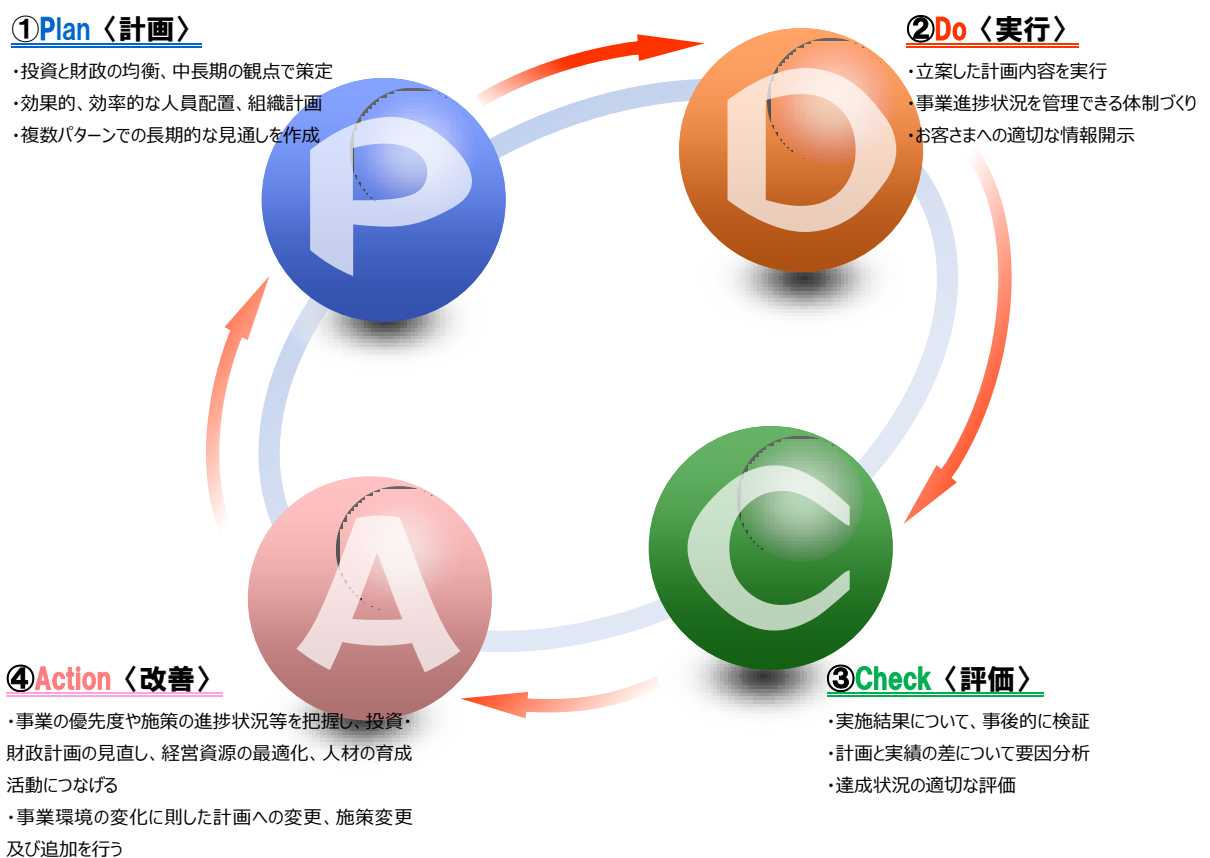 ①Plan〈計画〉
・投資と財政の均衡、中長期の観点で策定
・効果的、効率的な人員配置、組織計画
・複数パターンでの長期的な見通しを作成
P
②Do〈実行〉
・立案した計画内容を実行
・事業進捗状況を管理できる体制づくり
・お客さまへの適切な情報開示
D
C
③Check〈評価〉
・実施結果について、事後的に検証
・計画と実績の差について要因分析
・達成状況の適切な評価
A
④Action〈改善〉
・事業の優先度や施策の進捗状況等を把握し、投資・
財政計画の見直し、経営資源の最適化、人材の育成
活動につなげる
・事業環境の変化に則した計画への変更、施策変更
及び追加を行う